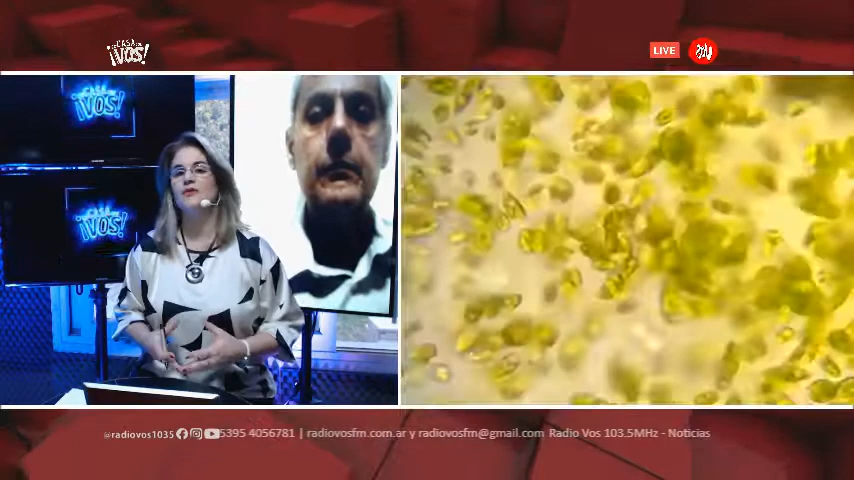 CASA
¡VOS!
LIVE
CASA
¡VOS!
CASA
¡VOS!
@radiovos1035 5395 4056781 | radiovosfm.com.ar y radiovosfm@gmail.com Radio Vos 103.5MHz - Noticias